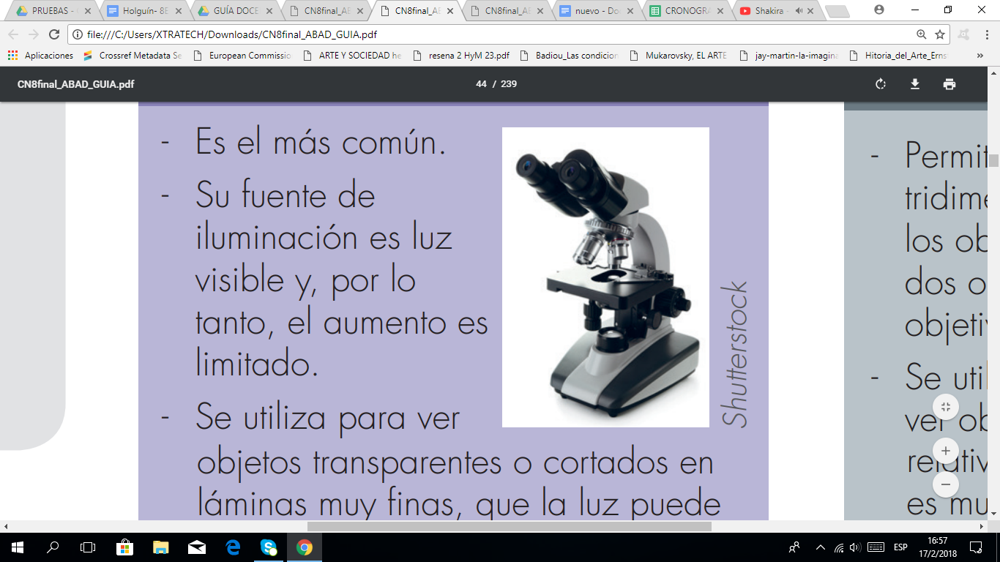 PRUEBAS -
Holguín- 8E
GUÍA DOCE
CN8final_AB
CN8final_AB
CN8final_AB
nuevo - Do
CRONOGRA
Shakira -
file:///C:/Users/XTRATECH/Downloads/CN8final_ABAD_GUIA.pdf
Aplicaciones
Crossref Metadata Se
European Commissio
ARTE Y SOCIEDAD he
resena 2 HyM 23.pdf
Badiou_Las condicion
Mukarovsky, EL ARTE
jay-martin-la-imagina
Hitoria_del_Arte_Erns
CN8final_ABAD_GUIA.pdf
44 / 239
- Es el más común.
- Su fuente de
iluminación es luz
visible y, por lo
tanto, el aumento es
limitado.
- Se utiliza para ver
objetos transparentes o cortados en
láminas muy finas, que la luz puede
Shutterstock
- Permit
tridime
los ob
dos o
objetiv
- Se util
ver ob
relativ
es mu
ESP
16:57
17/2/2018